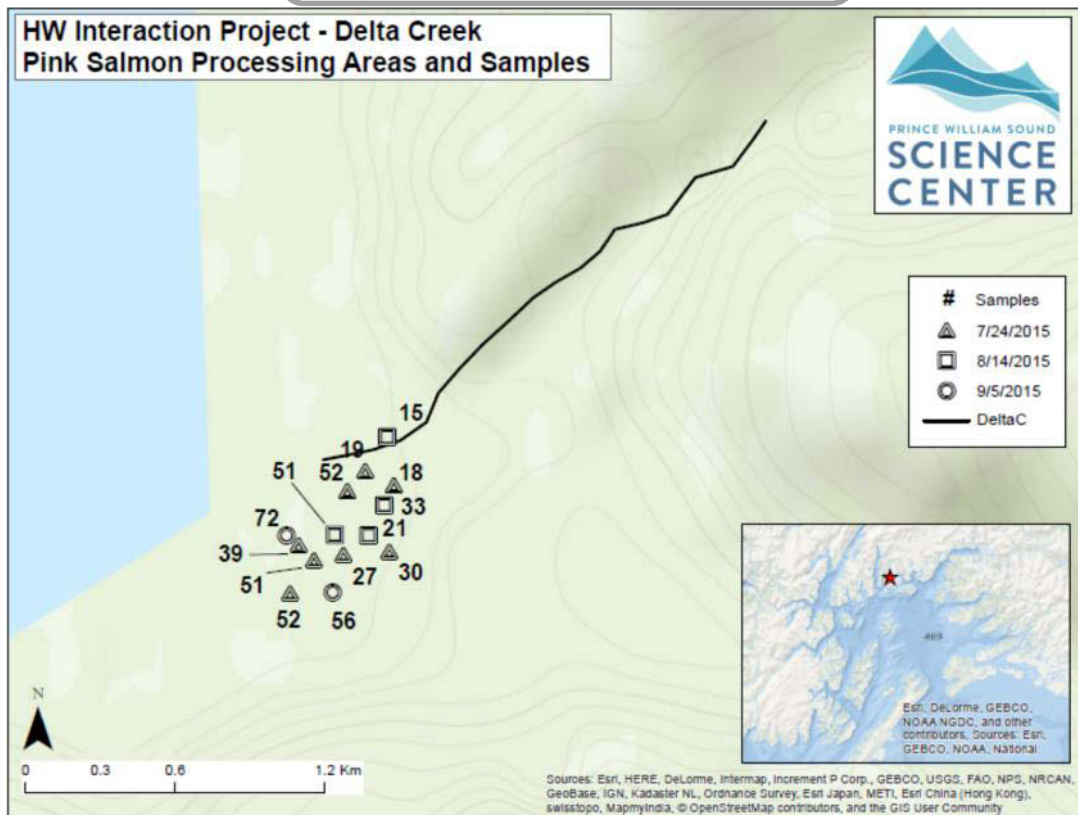 HW Interaction Project - Delta Creek
Pink Salmon Processing Areas and Samples
PRINCE WILLIAM SOUND
SCIENCE
CENTER
# Samples
7/24/2015
8/14/2015
9/5/2015
DeltaC
15
19
52
18
51
33
72
21
39
51
27
30
52
56
469
Esri, DeLorme, GEBCO,
NOAA NGDC, and other
contributors, Sources: Esri,
GEBCO, NOAA, National
N
0 0.3 0.6 1.2 Km
Sources: Esri, HERE, DeLorme, Intermap, Increment P Corp., GEBCO, USGS, FAO, NPS, NRCAN,
GeoBase, IGN, Kadaster NL, Ordnance Survey, Esri Japan, METI, Esri China (Hong Kong),
swisstopo, MapmyIndia, © OpenStreetMap contributors, and the GIS User Community